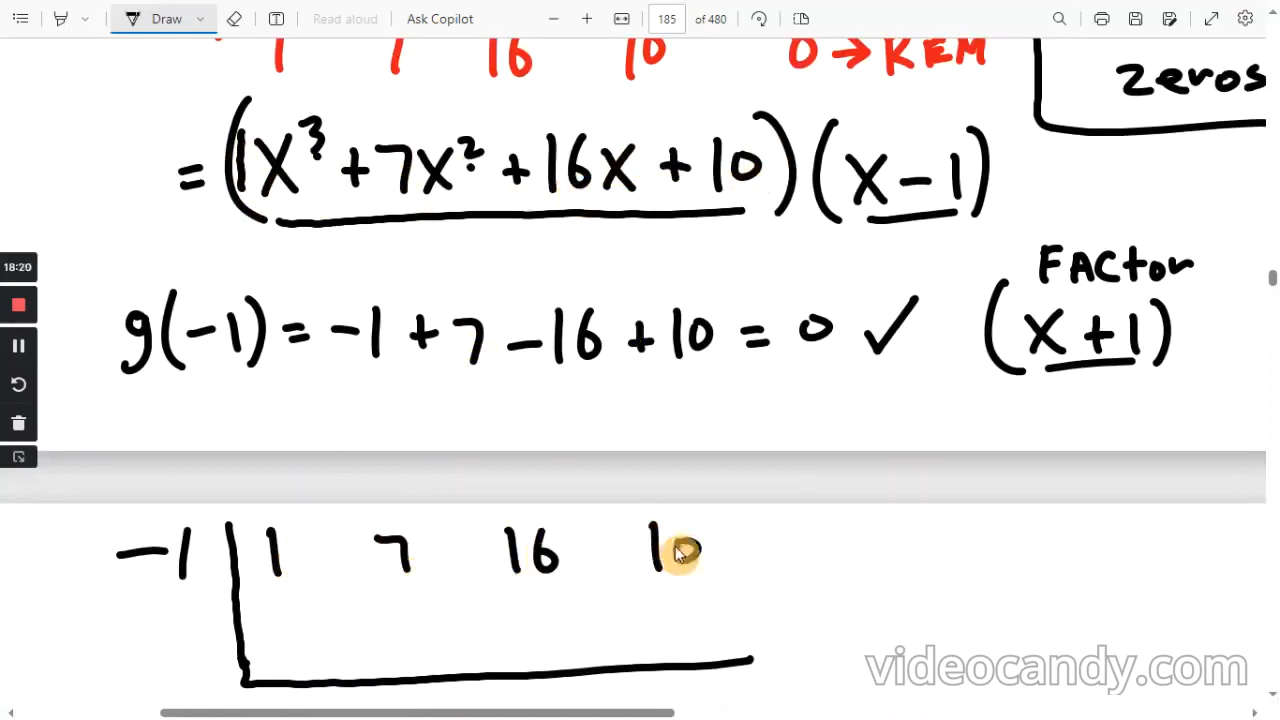 Draw
Read aloud
Ask Copilot
185 of 480
1 7 16 10 0 → REM
zeros
= (1x³ + 7x² + 16x + 10)(x - 1)
18:20
FACTOR
g(-1) = -1 + 7 - 16 + 10 = 0 ✓ (x + 1)
-1 | 1 7 16 10
videocandy.com